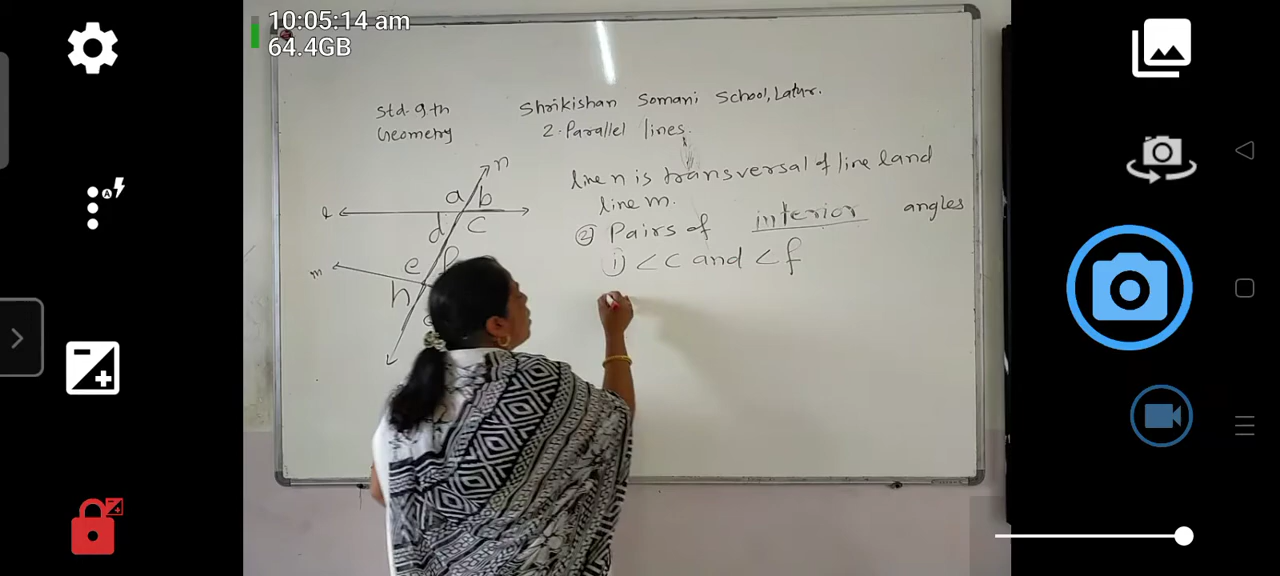 10:05:14 am
64.4GB
Std-9th
Shrikishan Somani School, Latur.
Geometry
2. Parallel lines.
n
a b
l
d c
e f
m
h
line n is transversal of line l and
line m.
② Pairs of interior angles
i) <c and <f